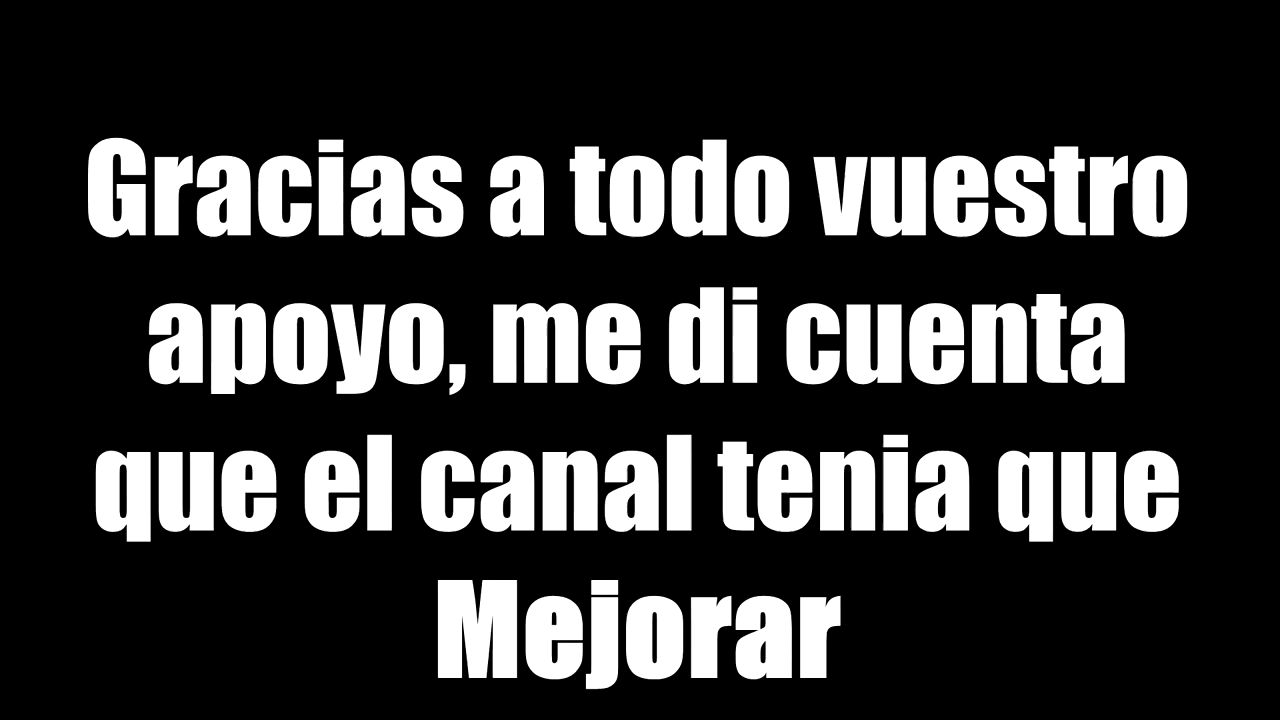 Gracias a todo vuestro
apoyo, me di cuenta
que el canal tenia que
Mejorar